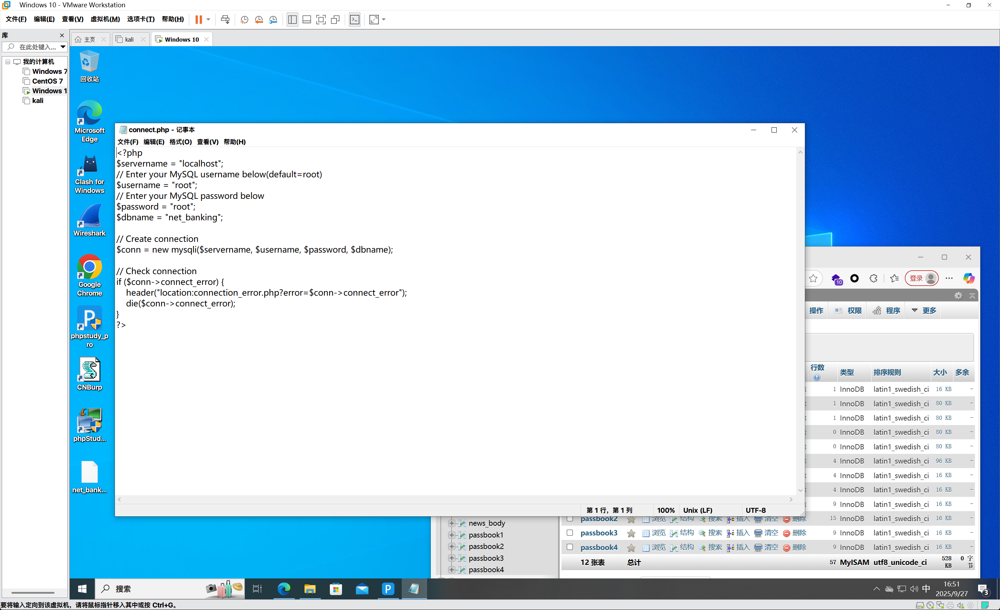 Windows 10 - VMware Workstation
文件(F) 编辑(E) 查看(V) 虚拟机(M) 选项卡(T) 帮助(H)
库
在此处键入...
我的计算机
Windows 7
CentOS 7
Windows 1
kali
主页
kali
Windows 10
回收站
Microsoft
Edge
Clash for
Windows
Wireshark
Google
Chrome
phpstudy_p
ro
CNBurp
phpStud...
net_bank...
connect.php - 记事本
文件(F) 编辑(E) 格式(O) 查看(V) 帮助(H)
<?php
$servername = "localhost";
// Enter your MySQL username below(default=root)
$username = "root";
// Enter your MySQL password below
$password = "root";
$dbname = "net_banking";
// Create connection
$conn = new mysqli($servername, $username, $password, $dbname);
// Check connection
if ($conn->connect_error) {
header("location:connection_error.php?error=$conn->connect_error");
die($conn->connect_error);
}
?>
第 1 行，第 1 列 100% Unix (LF) UTF-8
10
登录
操作 权限 程序 更多
行数 类型 排序规则 大小 多余
1 InnoDB latin1_swedish_ci 16 KB -
1 InnoDB latin1_swedish_ci 80 KB -
1 InnoDB latin1_swedish_ci 80 KB -
0 InnoDB latin1_swedish_ci 80 KB -
0 InnoDB latin1_swedish_ci 80 KB -
4 InnoDB latin1_swedish_ci 96 KB -
4 InnoDB latin1_swedish_ci 16 KB -
4 InnoDB latin1_swedish_ci 16 KB -
9 InnoDB latin1_swedish_ci 16 KB -
passbook2 浏览 结构 搜索 插入 清空 删除 15 InnoDB latin1_swedish_ci 16 KB -
passbook3 浏览 结构 搜索 插入 清空 删除 9 InnoDB latin1_swedish_ci 16 KB -
passbook4 浏览 结构 搜索 插入 清空 删除 9 InnoDB latin1_swedish_ci 16 KB -
12 张表 总计 57 MyISAM utf8_unicode_ci 528 KB 0 字节
news_body
passbook1
passbook2
passbook3
passbook4
搜索
中
16:51
2025/9/27
3
要将输入定向到该虚拟机，请将鼠标指针移入其中或按 Ctrl+G。